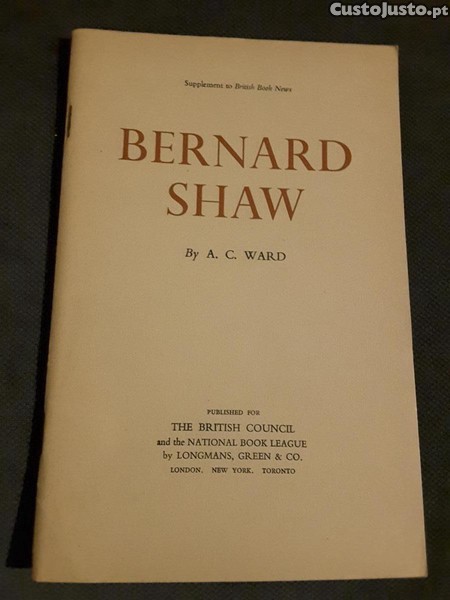 CustoJusto.pt
Supplement to British Book News
BERNARD
SHAW
By A. C. WARD
PUBLISHED FOR
THE BRITISH COUNCIL
and the NATIONAL BOOK LEAGUE
by LONGMANS, GREEN & CO.
LONDON, NEW YORK, TORONTO